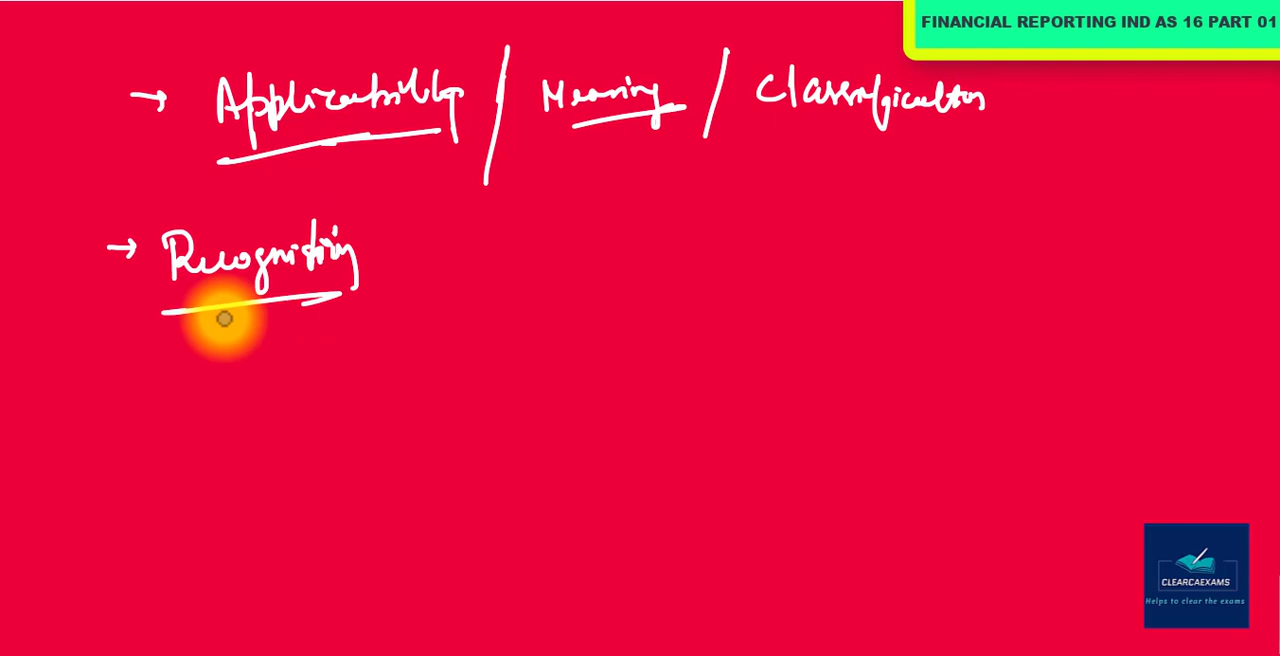 FINANCIAL REPORTING IND AS 16 PART 01
→ Applicability / Meaning / Classification
→ Recognition
CLEARCAEXAMS
Helps to clear the exams